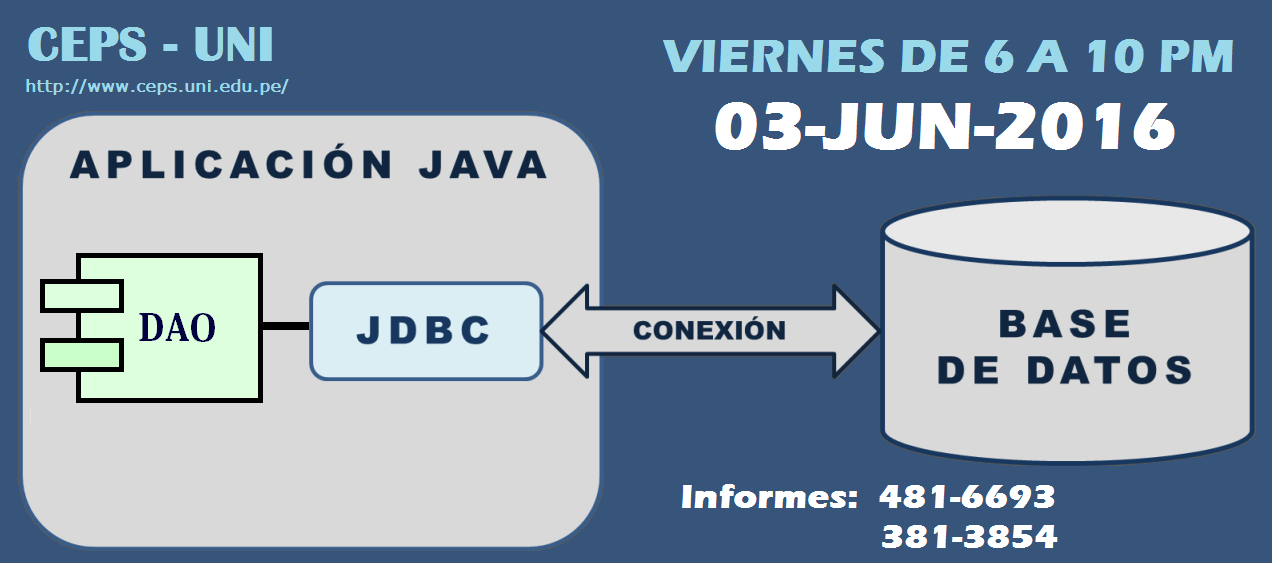 CEPS - UNI
http://www.ceps.uni.edu.pe/
VIERNES DE 6 A 10 PM
03-JUN-2016
APLICACIÓN JAVA
DAO
JDBC
CONEXIÓN
BASE
DE DATOS
Informes: 481-6693
381-3854